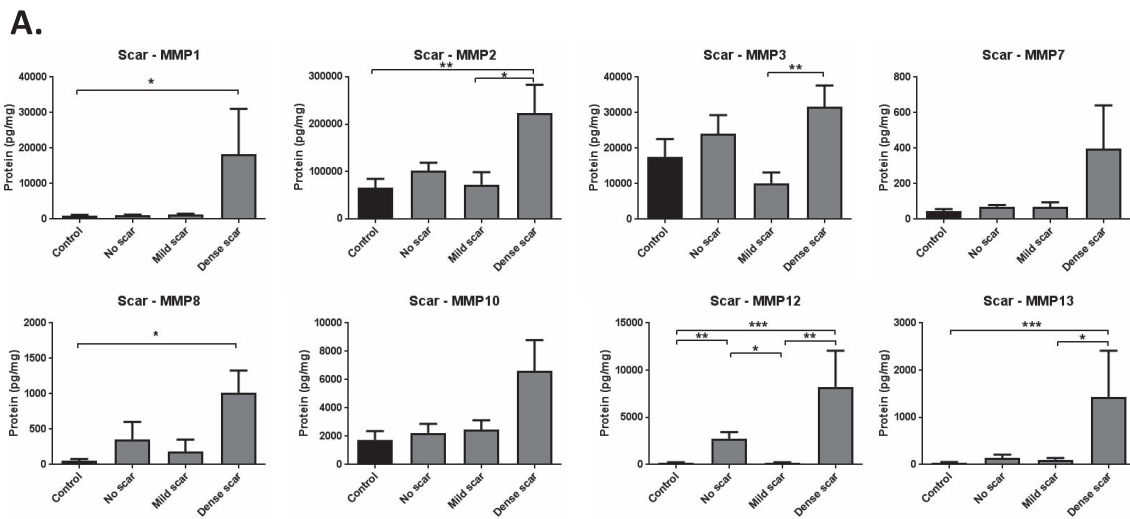 A.
Scar - MMP1
Protein (pg/mg)
40000
30000
20000
10000
0
*
Control
No scar
Mild scar
Dense scar
Scar - MMP2
Protein (pg/mg)
300000
200000
100000
0
**
*
Control
No scar
Mild scar
Dense scar
Scar - MMP3
Protein (pg/mg)
40000
30000
20000
10000
0
**
Control
No scar
Mild scar
Dense scar
Scar - MMP7
Protein (pg/mg)
800
600
400
200
0
Control
No scar
Mild scar
Dense scar
Scar - MMP8
Protein (pg/mg)
2000
1500
1000
500
0
*
Control
No scar
Mild scar
Dense scar
Scar - MMP10
Protein (pg/mg)
10000
8000
6000
4000
2000
0
Control
No scar
Mild scar
Dense scar
Scar - MMP12
Protein (pg/mg)
15000
10000
5000
0
***
**
*
**
Control
No scar
Mild scar
Dense scar
Scar - MMP13
Protein (pg/mg)
3000
2000
1000
0
***
*
Control
No scar
Mild scar
Dense scar